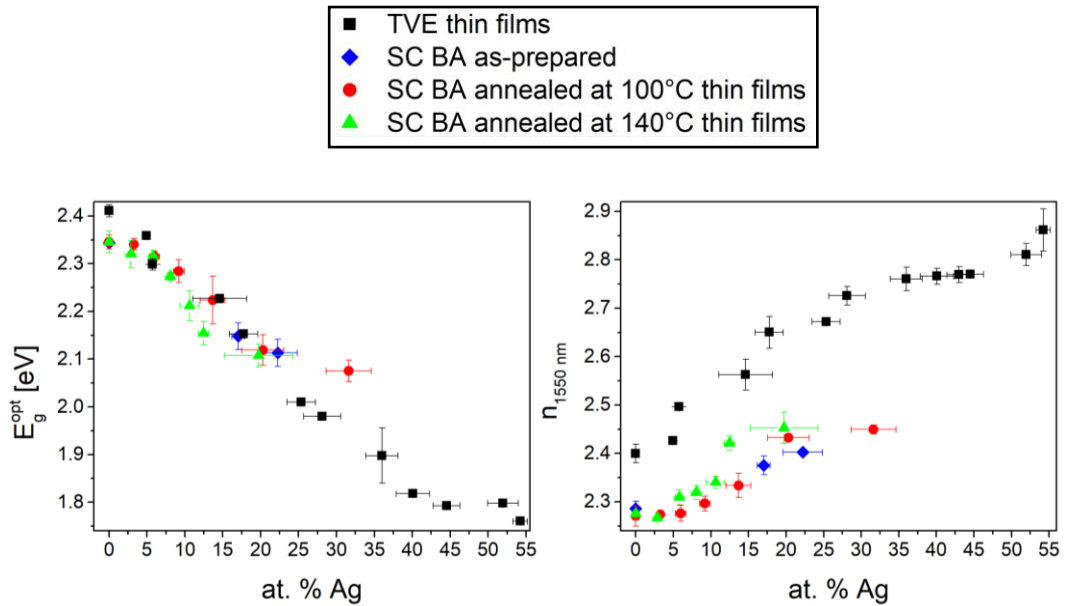 TVE thin films
SC BA as-prepared
SC BA annealed at 100°C thin films
SC BA annealed at 140°C thin films
E_g^opt [eV]
2.4
2.3
2.2
2.1
2.0
1.9
1.8
0 5 10 15 20 25 30 35 40 45 50 55
at. % Ag
n_1550 nm
2.9
2.8
2.7
2.6
2.5
2.4
2.3
0 5 10 15 20 25 30 35 40 45 50 55
at. % Ag